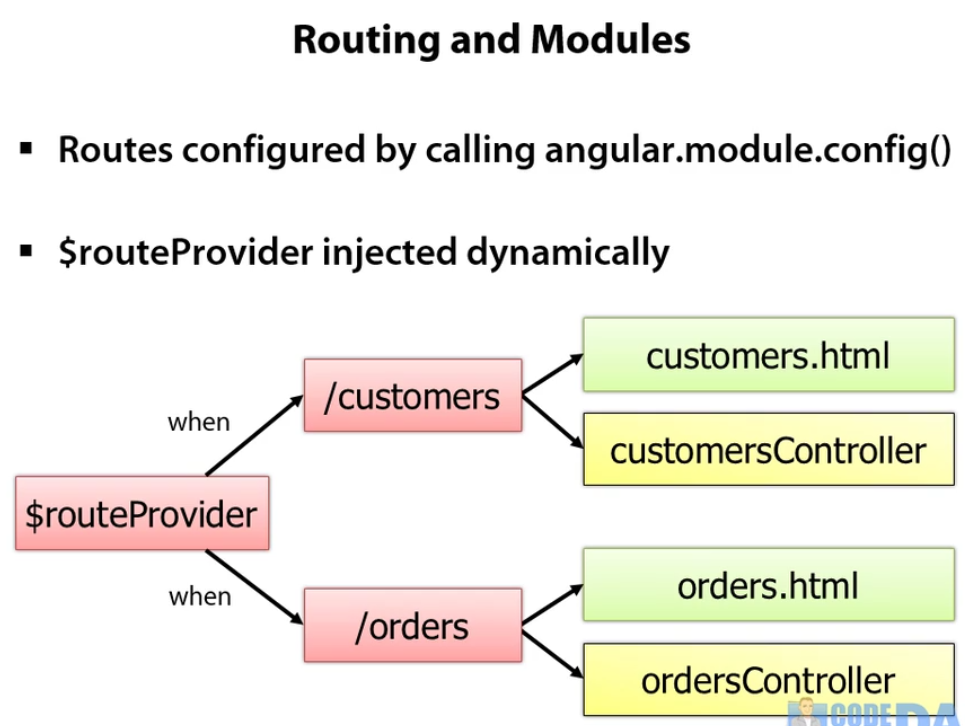 Routing and Modules
▪ Routes configured by calling angular.module.config()
▪ $routeProvider injected dynamically
customers.html
/customers
when
customersController
$routeProvider
orders.html
when
/orders
ordersController
CODE